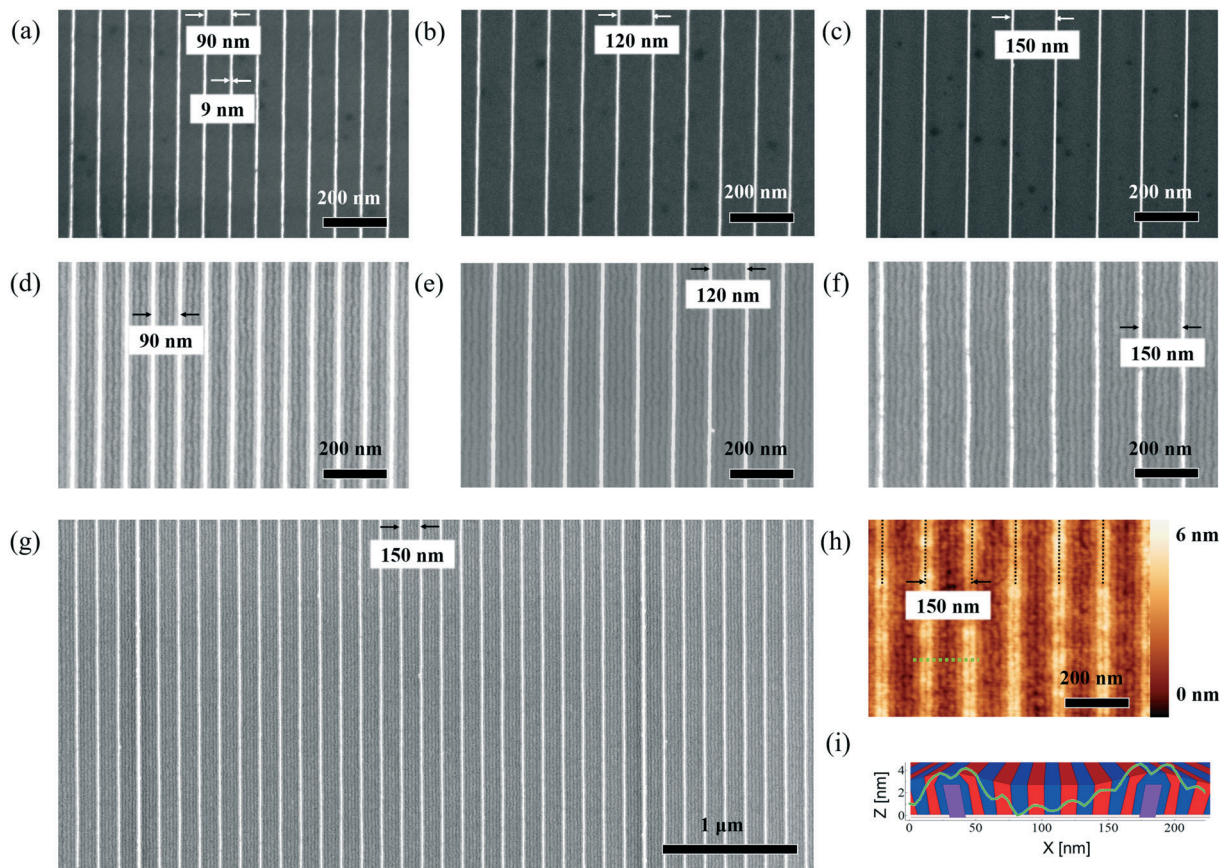 (a)
90 nm
9 nm
200 nm
(b)
120 nm
200 nm
(c)
150 nm
200 nm
(d)
90 nm
200 nm
(e)
120 nm
200 nm
(f)
150 nm
200 nm
(g)
150 nm
1 μm
(h)
6 nm
150 nm
200 nm
0 nm
(i)
4
2
0
Z [nm]
0
50
100
150
200
X [nm]